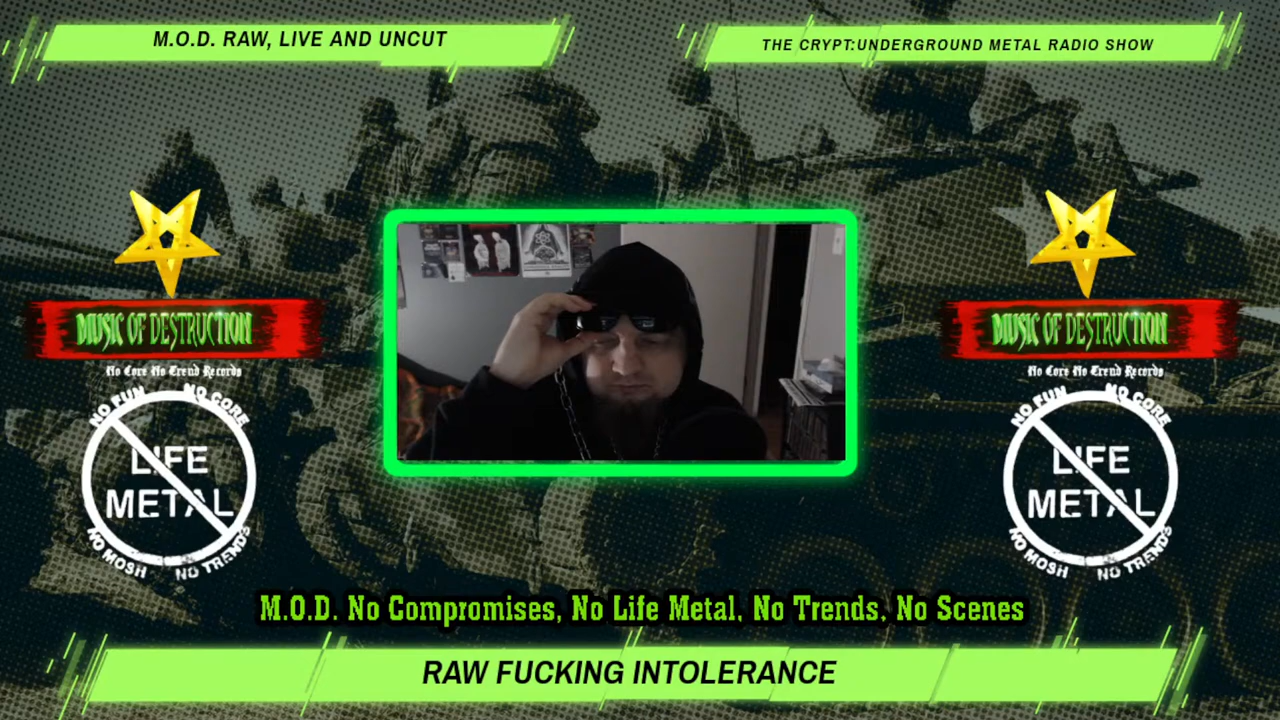 M.O.D. RAW, LIVE AND UNCUT
THE CRYPT:UNDERGROUND METAL RADIO SHOW
MUSIC OF DESTRUCTION
No Core No Trend Records
NO FUN NO CORE
LIFE
METAL
NO MOSH NO TRENDS
MUSIC OF DESTRUCTION
No Core No Trend Records
NO FUN NO CORE
LIFE
METAL
NO MOSH NO TRENDS
M.O.D. No Compromises, No Life Metal, No Trends, No Scenes
RAW FUCKING INTOLERANCE